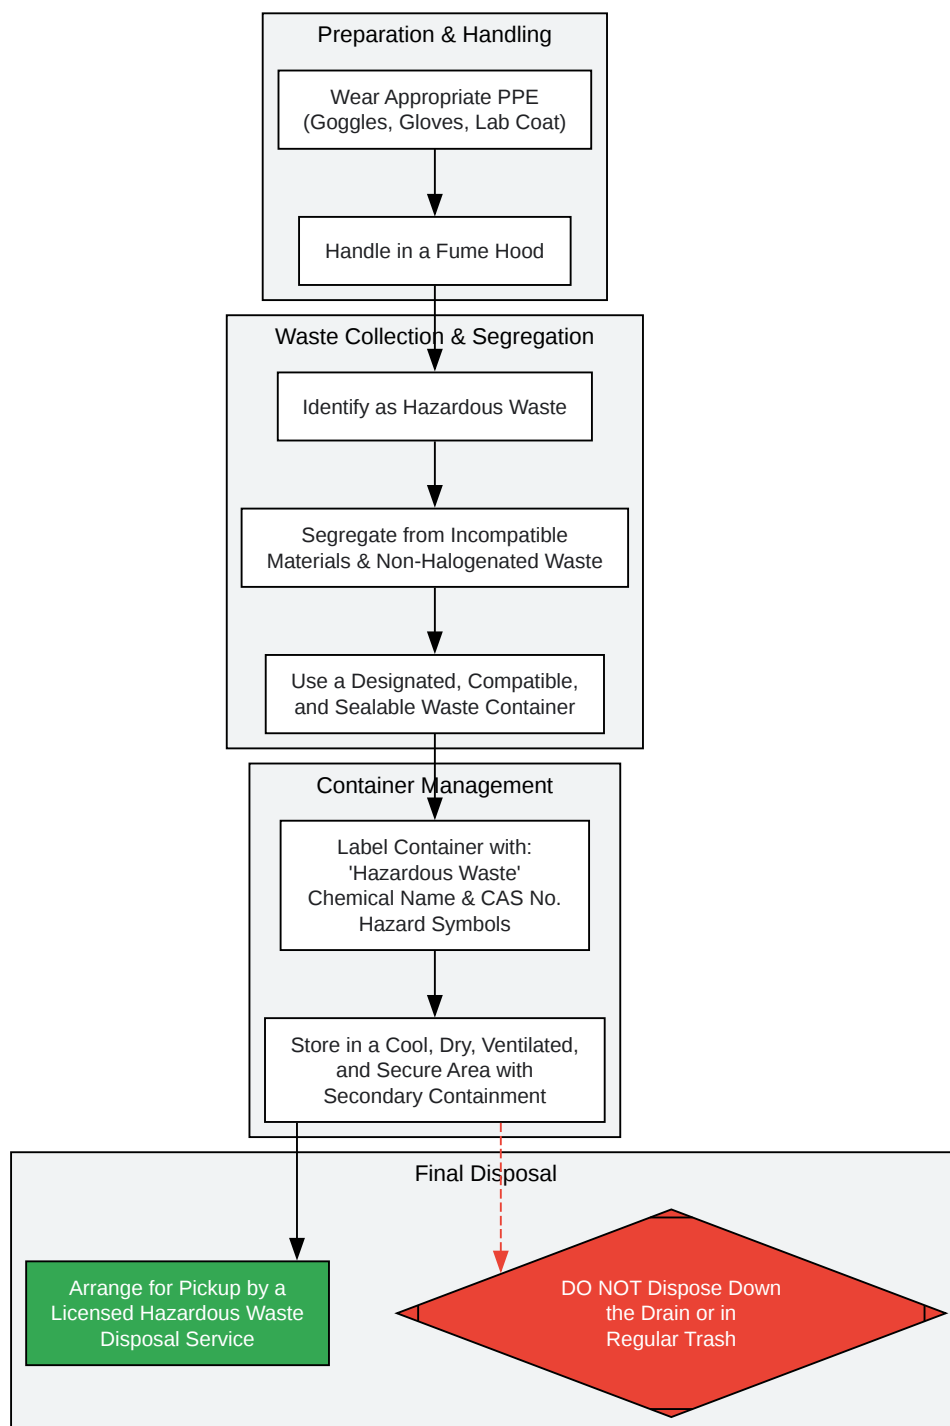 Preparation & Handling
Wear Appropriate PPE
(Goggles, Gloves, Lab Coat)
Handle in a Fume Hood
Waste Collection & Segregation
Identify as Hazardous Waste
Segregate from Incompatible
Materials & Non-Halogenated Waste
Use a Designated, Compatible,
and Sealable Waste Container
Container Management
Label Container with:
'Hazardous Waste'
Chemical Name & CAS No.
Hazard Symbols
Store in a Cool, Dry, Ventilated,
and Secure Area with
Secondary Containment
Final Disposal
Arrange for Pickup by a
Licensed Hazardous Waste
Disposal Service
DO NOT Dispose Down
the Drain or in
Regular Trash